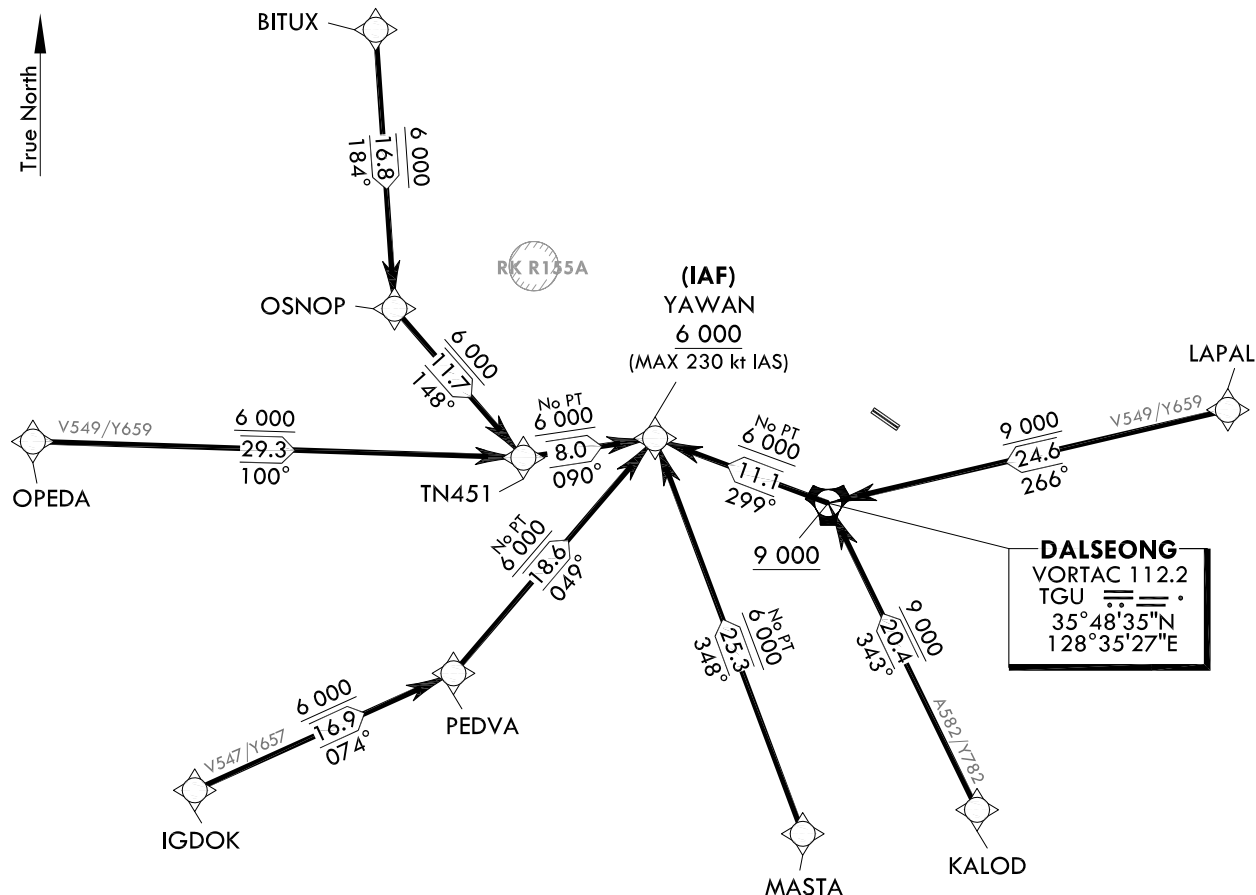 BITUX
True North
6 000
16.8
184°
RK R155A
OSNOP
(IAF)
YAWAN
6 000
(MAX 230 kt IAS)
LAPAL
6 000
11.7
148°
V549/Y659
6 000
29.3
100°
OPEDA
TN451
No PT
6 000
8.0
090°
No PT
6 000
11.1
299°
9 000
24.6
266°
V549/Y659
9 000
DALSEONG
VORTAC 112.2
TGU
35°48'35"N
128°35'27"E
No PT
6 000
18.6
049°
No PT
6 000
25.3
348°
9 000
20.4
343°
A582/Y782
PEDVA
V547/Y657
6 000
16.9
074°
IGDOK
MASTA
KALOD